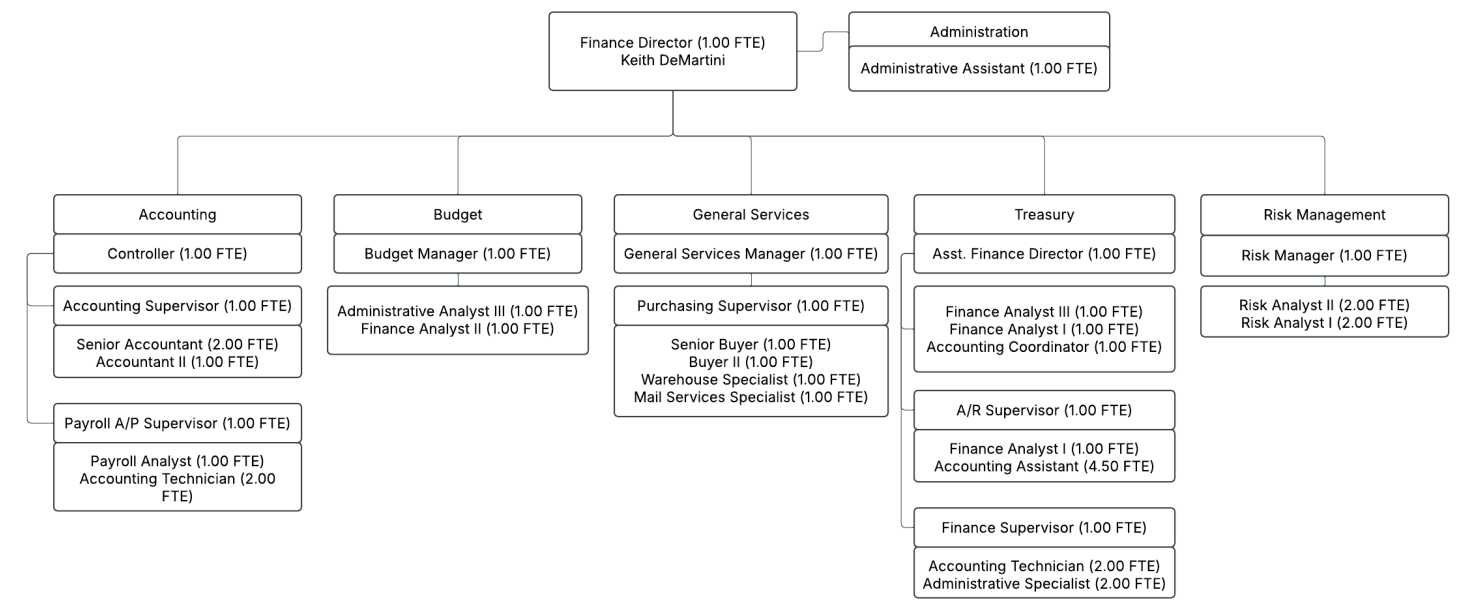 Finance Director (1.00 FTE)
Keith DeMartini
Administration
Administrative Assistant (1.00 FTE)
Accounting
Controller (1.00 FTE)
Accounting Supervisor (1.00 FTE)
Senior Accountant (2.00 FTE)
Accountant II (1.00 FTE)
Payroll A/P Supervisor (1.00 FTE)
Payroll Analyst (1.00 FTE)
Accounting Technician (2.00
FTE)
Budget
Budget Manager (1.00 FTE)
Administrative Analyst III (1.00 FTE)
Finance Analyst II (1.00 FTE)
General Services
General Services Manager (1.00 FTE)
Purchasing Supervisor (1.00 FTE)
Senior Buyer (1.00 FTE)
Buyer II (1.00 FTE)
Warehouse Specialist (1.00 FTE)
Mail Services Specialist (1.00 FTE)
Treasury
Asst. Finance Director (1.00 FTE)
Finance Analyst III (1.00 FTE)
Finance Analyst I (1.00 FTE)
Accounting Coordinator (1.00 FTE)
A/R Supervisor (1.00 FTE)
Finance Analyst I (1.00 FTE)
Accounting Assistant (4.50 FTE)
Finance Supervisor (1.00 FTE)
Accounting Technician (2.00 FTE)
Administrative Specialist (2.00 FTE)
Risk Management
Risk Manager (1.00 FTE)
Risk Analyst II (2.00 FTE)
Risk Analyst I (2.00 FTE)